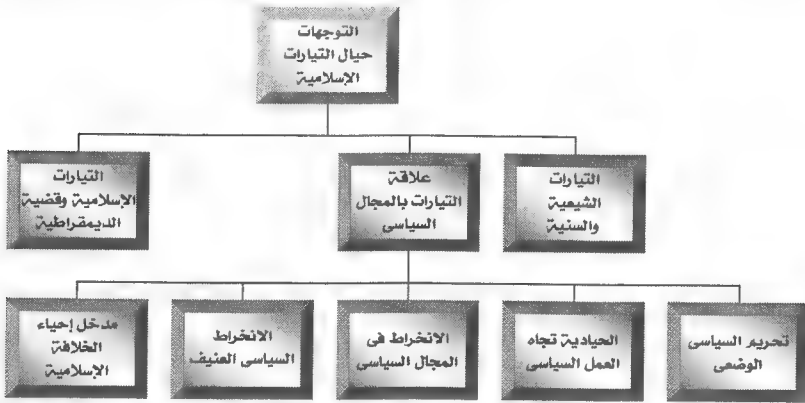 التوجهات
حيال التيارات
الإسلامية
التيارات
الشيعية
والسنية
علاقة
التيارات بالمجال
السياسى
التيارات
الإسلامية وقضية
الديمقراطية
تحريم السياسى
الوضعى
الحيادية تجاه
العمل السياسى
الانخراط فى
المجال السياسى
الانخراط
السياسى العنيف
مدخل إحياء
الخلافة
الإسلامية